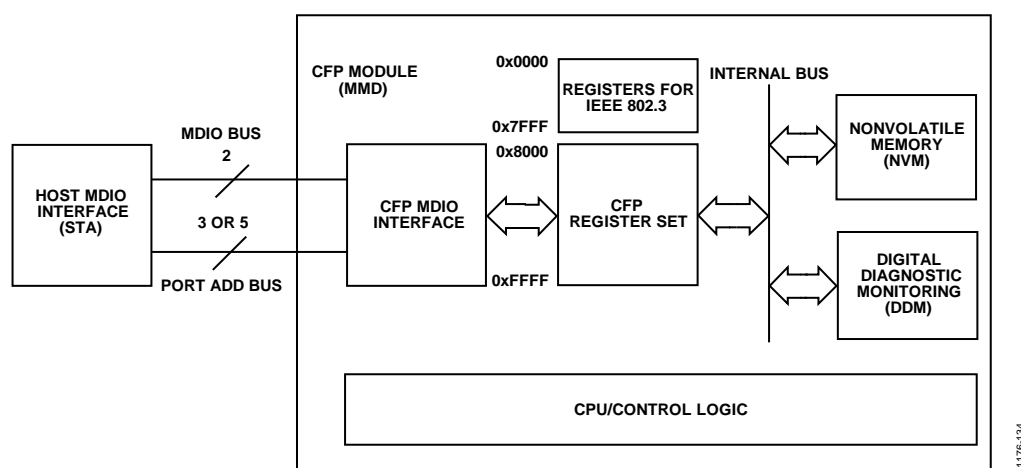 CFP MODULE
(MMD)
0x0000
REGISTERS FOR
IEEE 802.3
0x7FFF
INTERNAL BUS
NONVOLATILE
MEMORY
(NVM)
MDIO BUS
2
HOST MDIO
INTERFACE
(STA)
3 OR 5
PORT ADD BUS
CFP MDIO
INTERFACE
0x8000
CFP
REGISTER SET
0xFFFF
DIGITAL
DIAGNOSTIC
MONITORING
(DDM)
CPU/CONTROL LOGIC